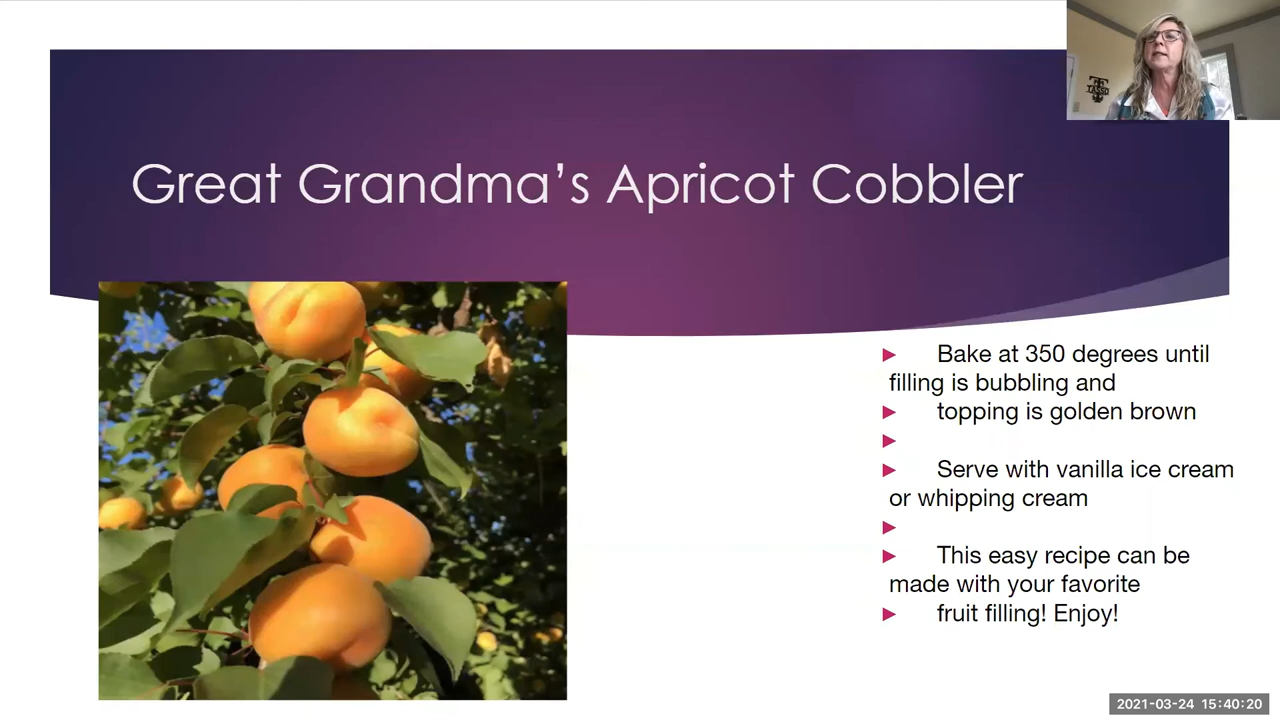 Great Grandma's Apricot Cobbler
Bake at 350 degrees until
filling is bubbling and
topping is golden brown
Serve with vanilla ice cream
or whipping cream
This easy recipe can be
made with your favorite
fruit filling! Enjoy!
2021-03-24 15:40:20